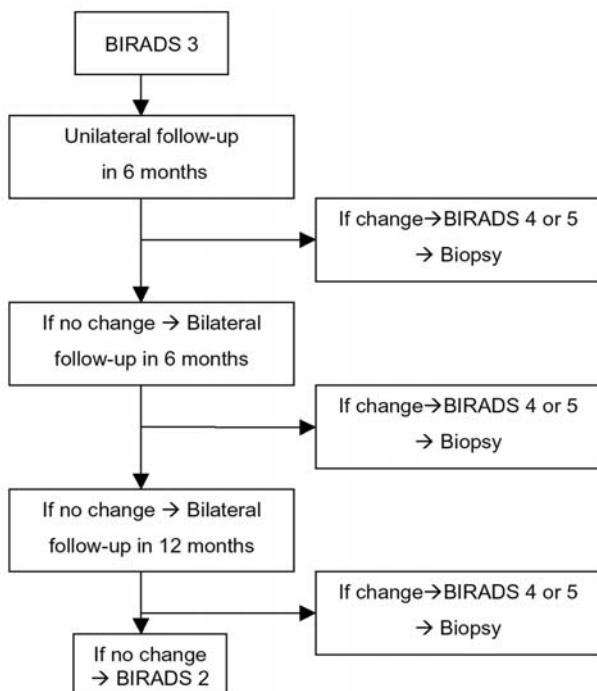 BIRADS 3
Unilateral follow-up
in 6 months
If change→BIRADS 4 or 5
→ Biopsy
If no change → Bilateral
follow-up in 6 months
If change→BIRADS 4 or 5
→ Biopsy
If no change → Bilateral
follow-up in 12 months
If change→BIRADS 4 or 5
→ Biopsy
If no change
→ BIRADS 2